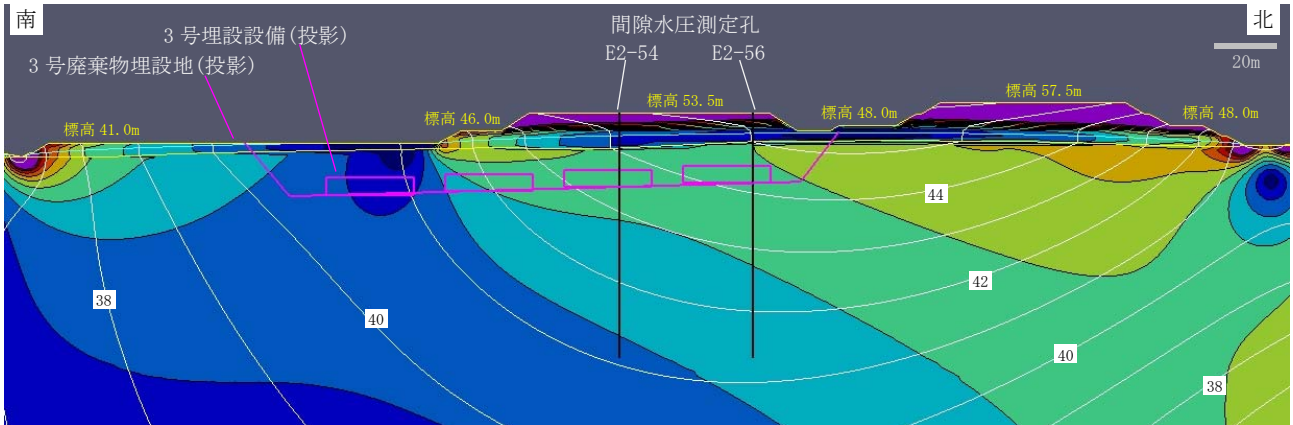 南
北
3号埋設設備(投影)
3号廃棄物埋設地(投影)
間隙水圧測定孔
E2-54
E2-56
20m
標高 41.0m
標高 46.0m
標高 53.5m
標高 48.0m
標高 57.5m
標高 48.0m
44
42
40
38
38
40